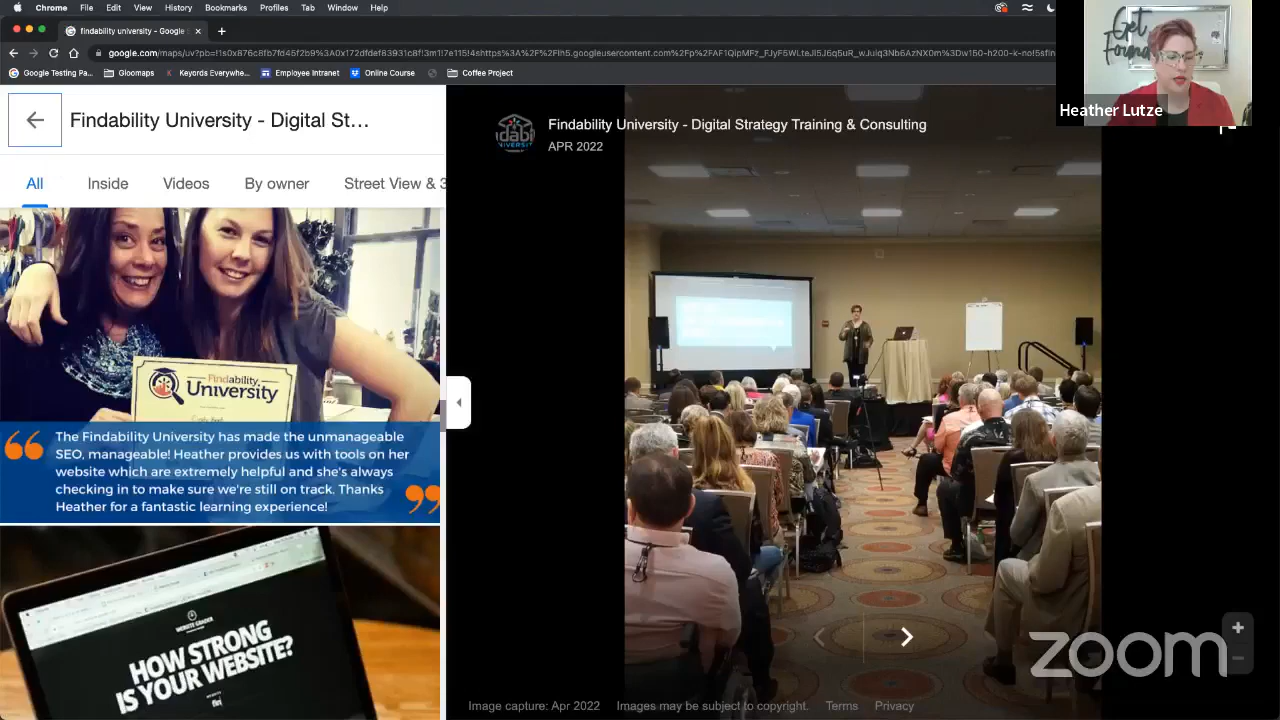 Chrome File Edit View History Bookmarks Profiles Tab Window Help
findability university - Google
Google Testing Pa... Gloomaps Keyords Everywhe... Employee Intranet Online Course Coffee Project
Get
Heather Lutze
Findability University - Digital St...
All Inside Videos By owner Street View & 3
Findability
University
The Findability University has made the unmanageable
SEO, manageable! Heather provides us with tools on her
website which are extremely helpful and she's always
checking in to make sure we're still on track. Thanks
Heather for a fantastic learning experience!
WEBSITE GRADER
HOW STRONG
IS YOUR WEBSITE?
Findability University - Digital Strategy Training & Consulting
APR 2022
zoom
Image capture: Apr 2022 Images may be subject to copyright. Terms Privacy